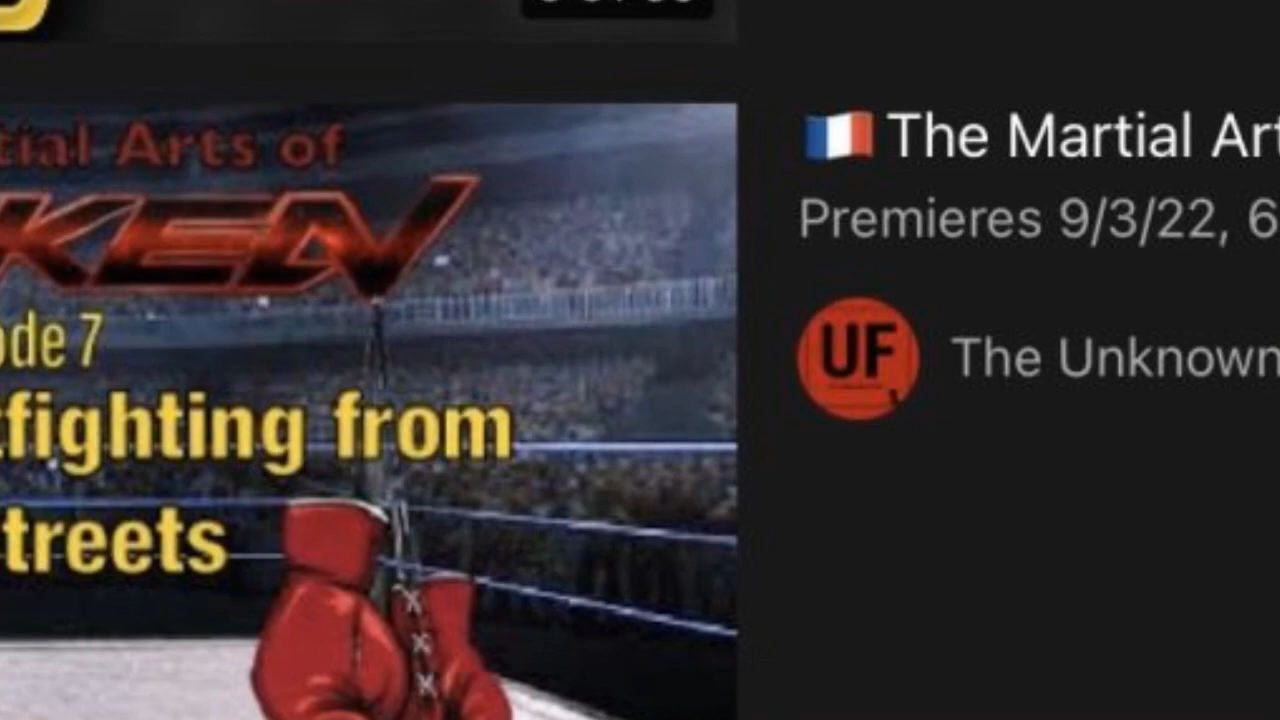 tial Arts of
KEN
ode 7
tfighting from
treets
🇫🇷 The Martial Art
Premieres 9/3/22, 6
UF
The Unknown